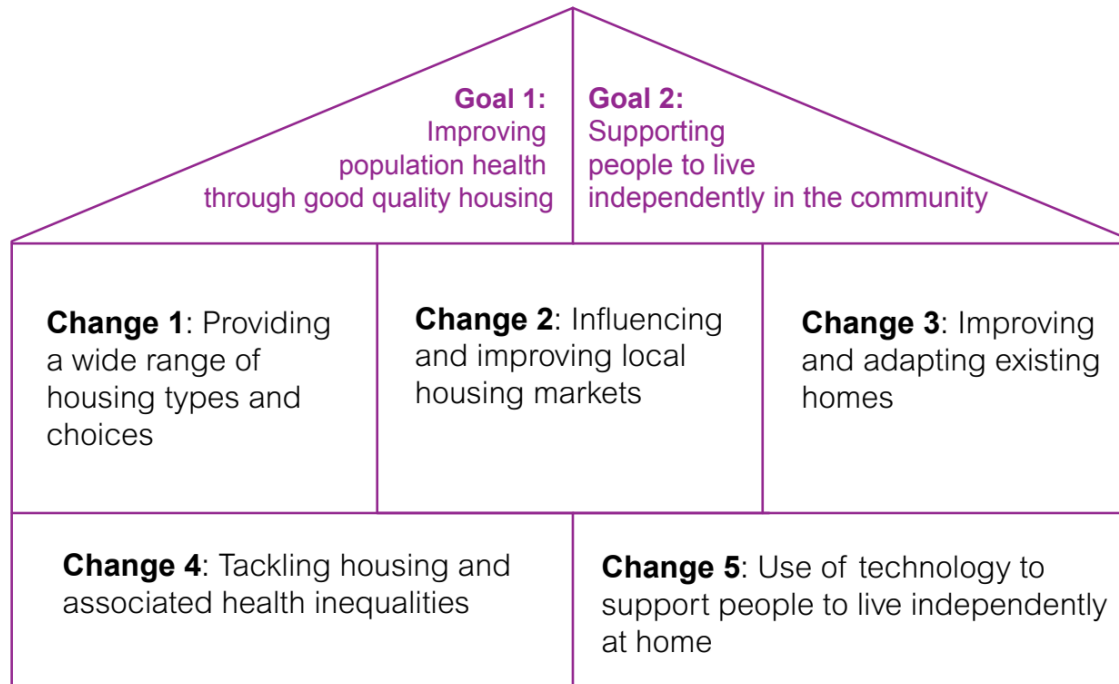 Goal 1:
Improving
population health
through good quality housing
Goal 2:
Supporting
people to live
independently in the community
Change 1: Providing
a wide range of
housing types and
choices
Change 2: Influencing
and improving local
housing markets
Change 3: Improving
and adapting existing
homes
Change 4: Tackling housing and
associated health inequalities
Change 5: Use of technology to
support people to live independently
at home